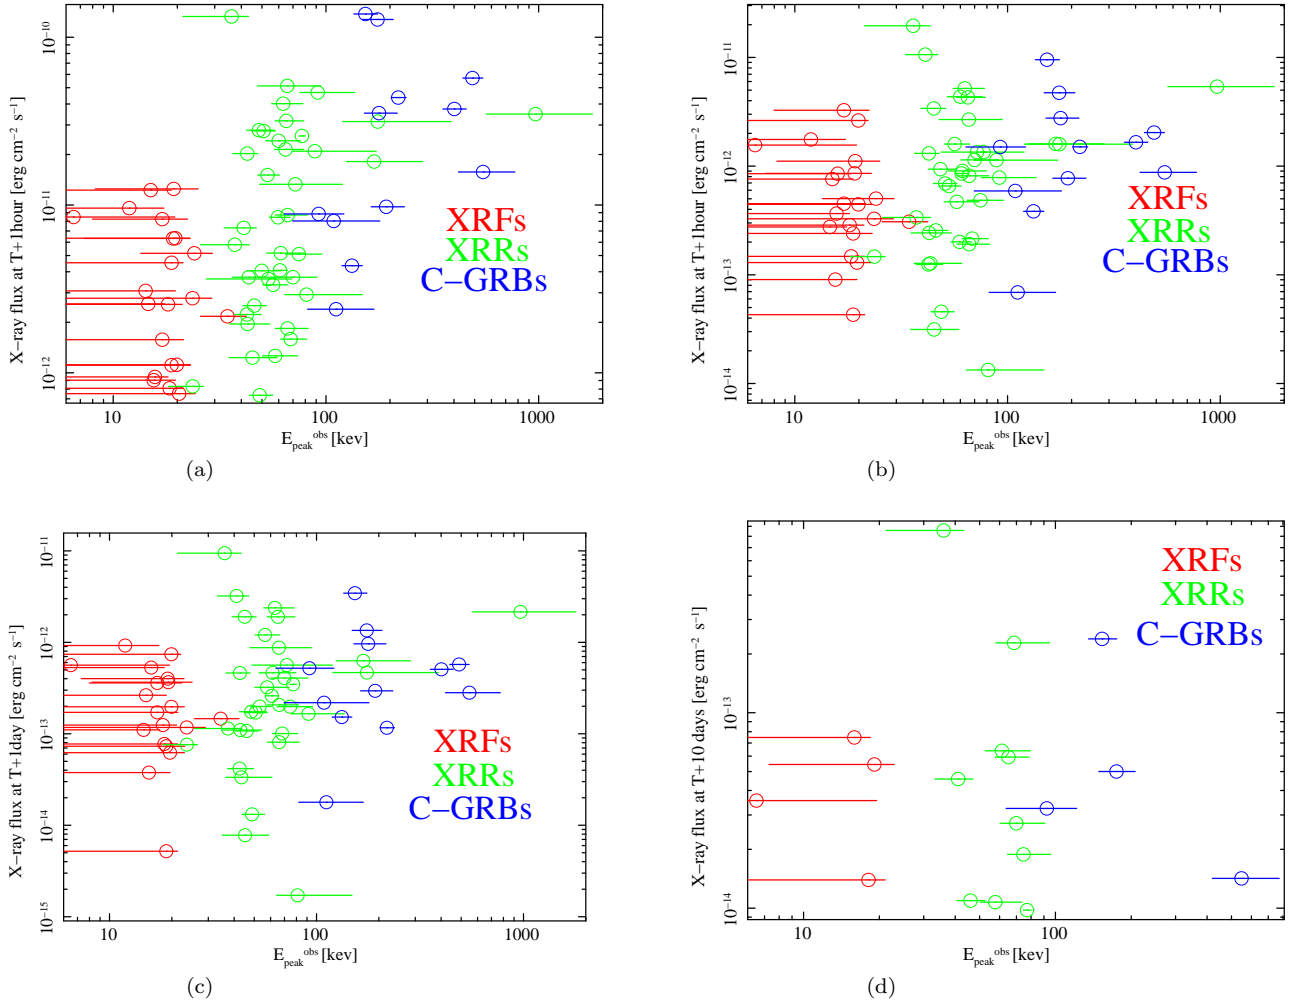 10⁻¹⁰
10⁻¹¹
10⁻¹²
X−ray flux at T+1hour [erg cm⁻² s⁻¹]
XRFs
XRRs
C−GRBs
10 100 1000
E_peak^obs [kev]
(a)
10⁻¹¹
10⁻¹²
10⁻¹³
10⁻¹⁴
X−ray flux at T+1hour [erg cm⁻² s⁻¹]
XRFs
XRRs
C−GRBs
10 100 1000
E_peak^obs [kev]
(b)
10⁻¹¹
10⁻¹²
10⁻¹³
10⁻¹⁴
10⁻¹⁵
X−ray flux at T+1day [erg cm⁻² s⁻¹]
XRFs
XRRs
C−GRBs
10 100 1000
E_peak^obs [kev]
(c)
10⁻¹³
10⁻¹⁴
X−ray flux at T+10 days [erg cm⁻² s⁻¹]
XRFs
XRRs
C−GRBs
10 100
E_peak^obs [kev]
(d)